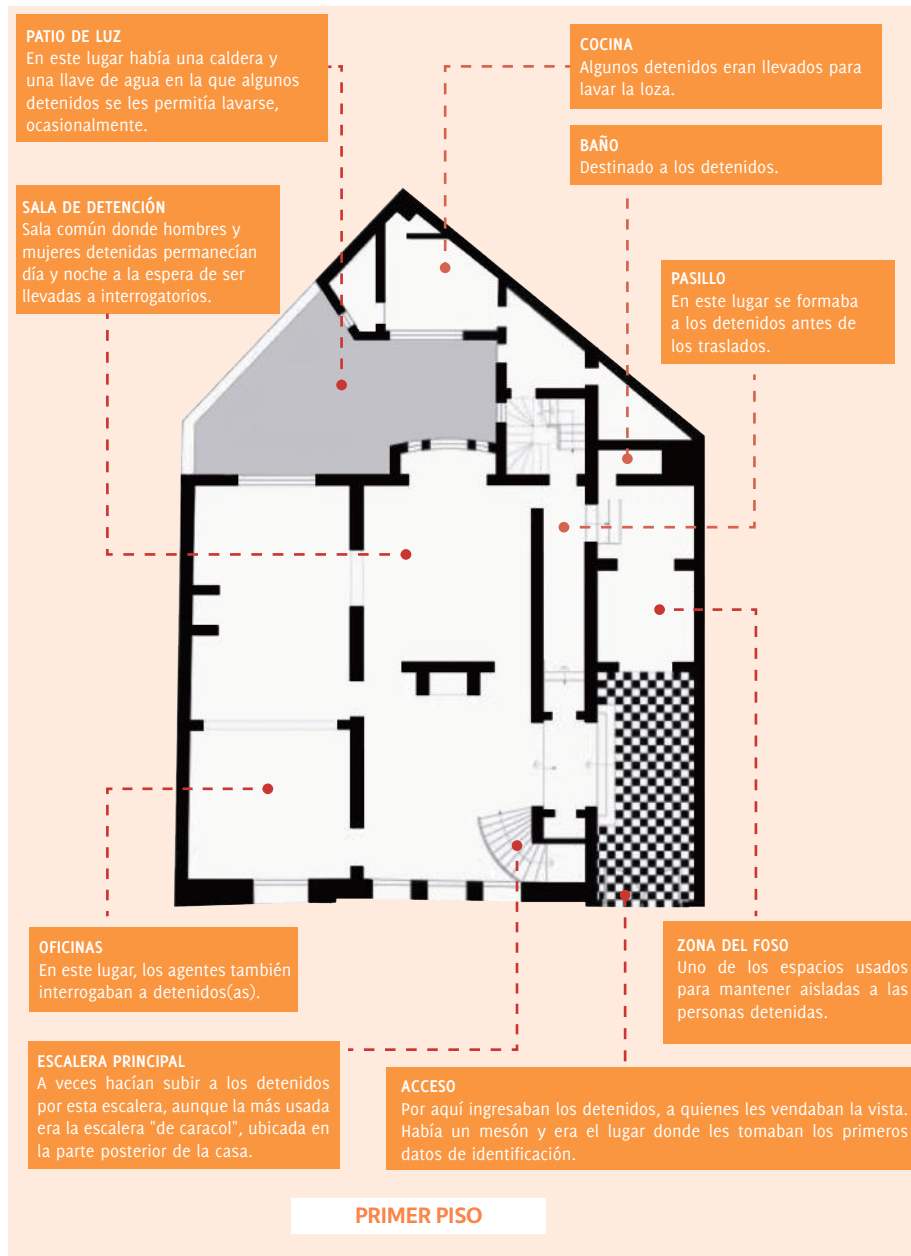 PATIO DE LUZ
En este lugar había una caldera y
una llave de agua en la que algunos
detenidos se les permitía lavarse,
ocasionalmente.
COCINA
Algunos detenidos eran llevados para
lavar la loza.
BAÑO
Destinado a los detenidos.
SALA DE DETENCIÓN
Sala común donde hombres y
mujeres detenidas permanecían
día y noche a la espera de ser
llevadas a interrogatorios.
PASILLO
En este lugar se formaba
a los detenidos antes de
los traslados.
OFICINAS
En este lugar, los agentes también
interrogaban a detenidos(as).
ZONA DEL FOSO
Uno de los espacios usados
para mantener aisladas a las
personas detenidas.
ESCALERA PRINCIPAL
A veces hacían subir a los detenidos
por esta escalera, aunque la más usada
era la escalera "de caracol", ubicada en
la parte posterior de la casa.
ACCESO
Por aquí ingresaban los detenidos, a quienes les vendaban la vista.
Había un mesón y era el lugar donde les tomaban los primeros
datos de identificación.
PRIMER PISO